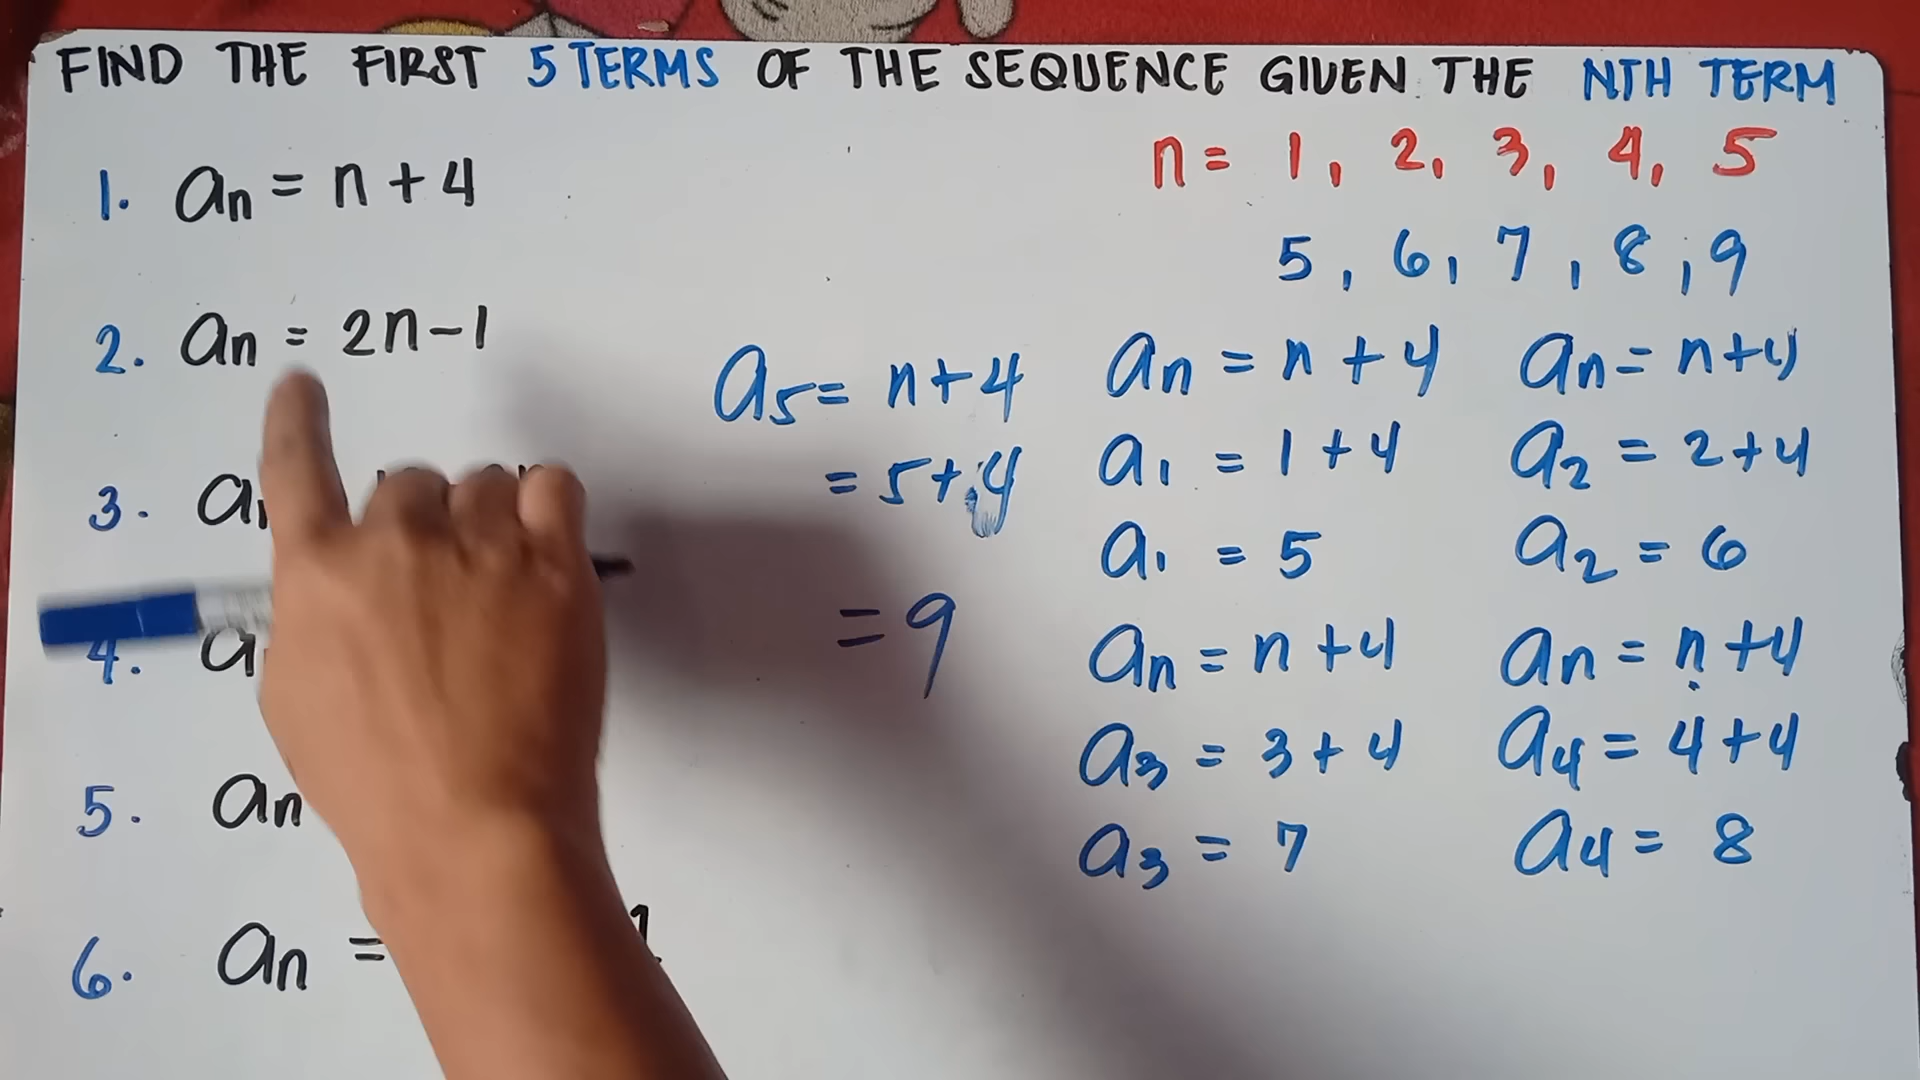 FIND THE FIRST 5 TERMS OF THE SEQUENCE GIVEN THE NTH TERM
n = 1, 2, 3, 4, 5
5, 6, 7, 8, 9
1. an = n + 4
2. an = 2n - 1
3. a
4. a
5. an
6. an =
a5 = n + 4
= 5 + 4
= 9
an = n + 4
a1 = 1 + 4
a1 = 5
an = n + 4
a2 = 2 + 4
a2 = 6
an = n + 4
a3 = 3 + 4
a3 = 7
an = n + 4
a4 = 4 + 4
a4 = 8